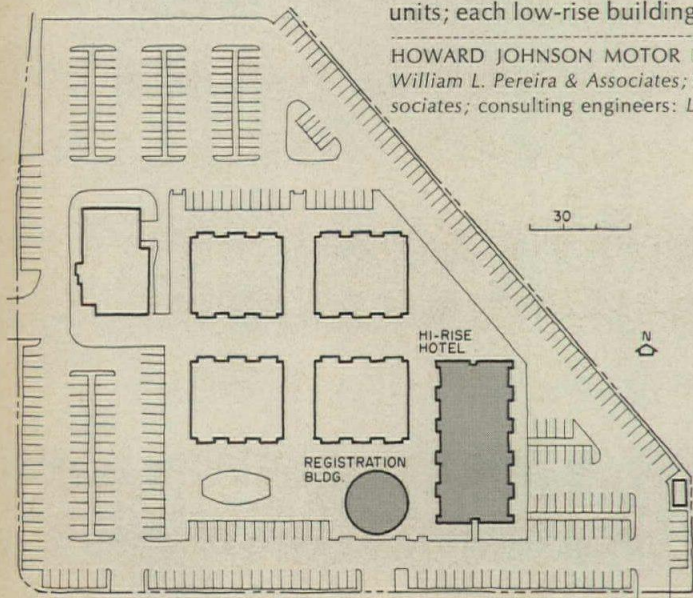 units; each low-rise building
HOWARD JOHNSON MOTOR
William L. Pereira & Associates;
sociates; consulting engineers:
30
N
HI-RISE
HOTEL
REGISTRATION
BLDG.